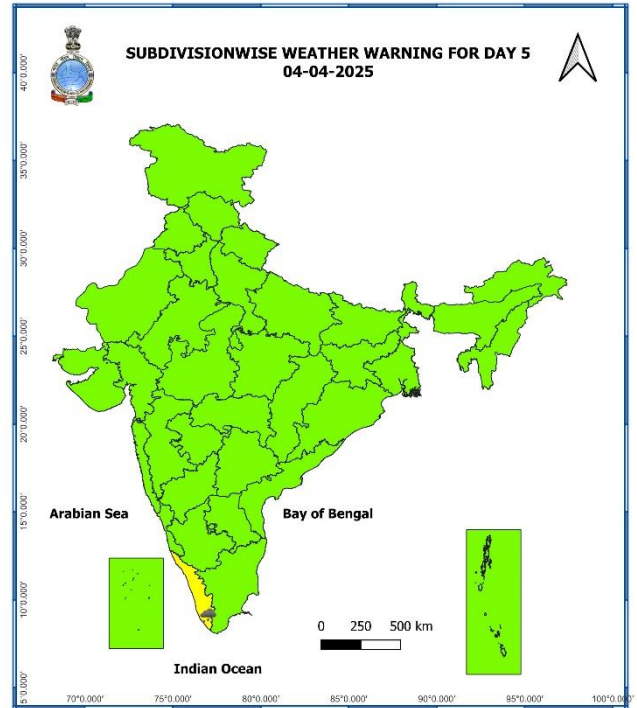 SUBDIVISIONWISE WEATHER WARNING FOR DAY 5
04-04-2025
40°0.000'
35°0.000'
30°0.000'
25°0.000'
20°0.000'
15°0.000'
10°0.000'
5°0.000'
Arabian Sea
Bay of Bengal
0 250 500 km
Indian Ocean
70°0.000' 75°0.000' 80°0.000' 85°0.000' 90°0.000' 95°0.000' 100°0.000'